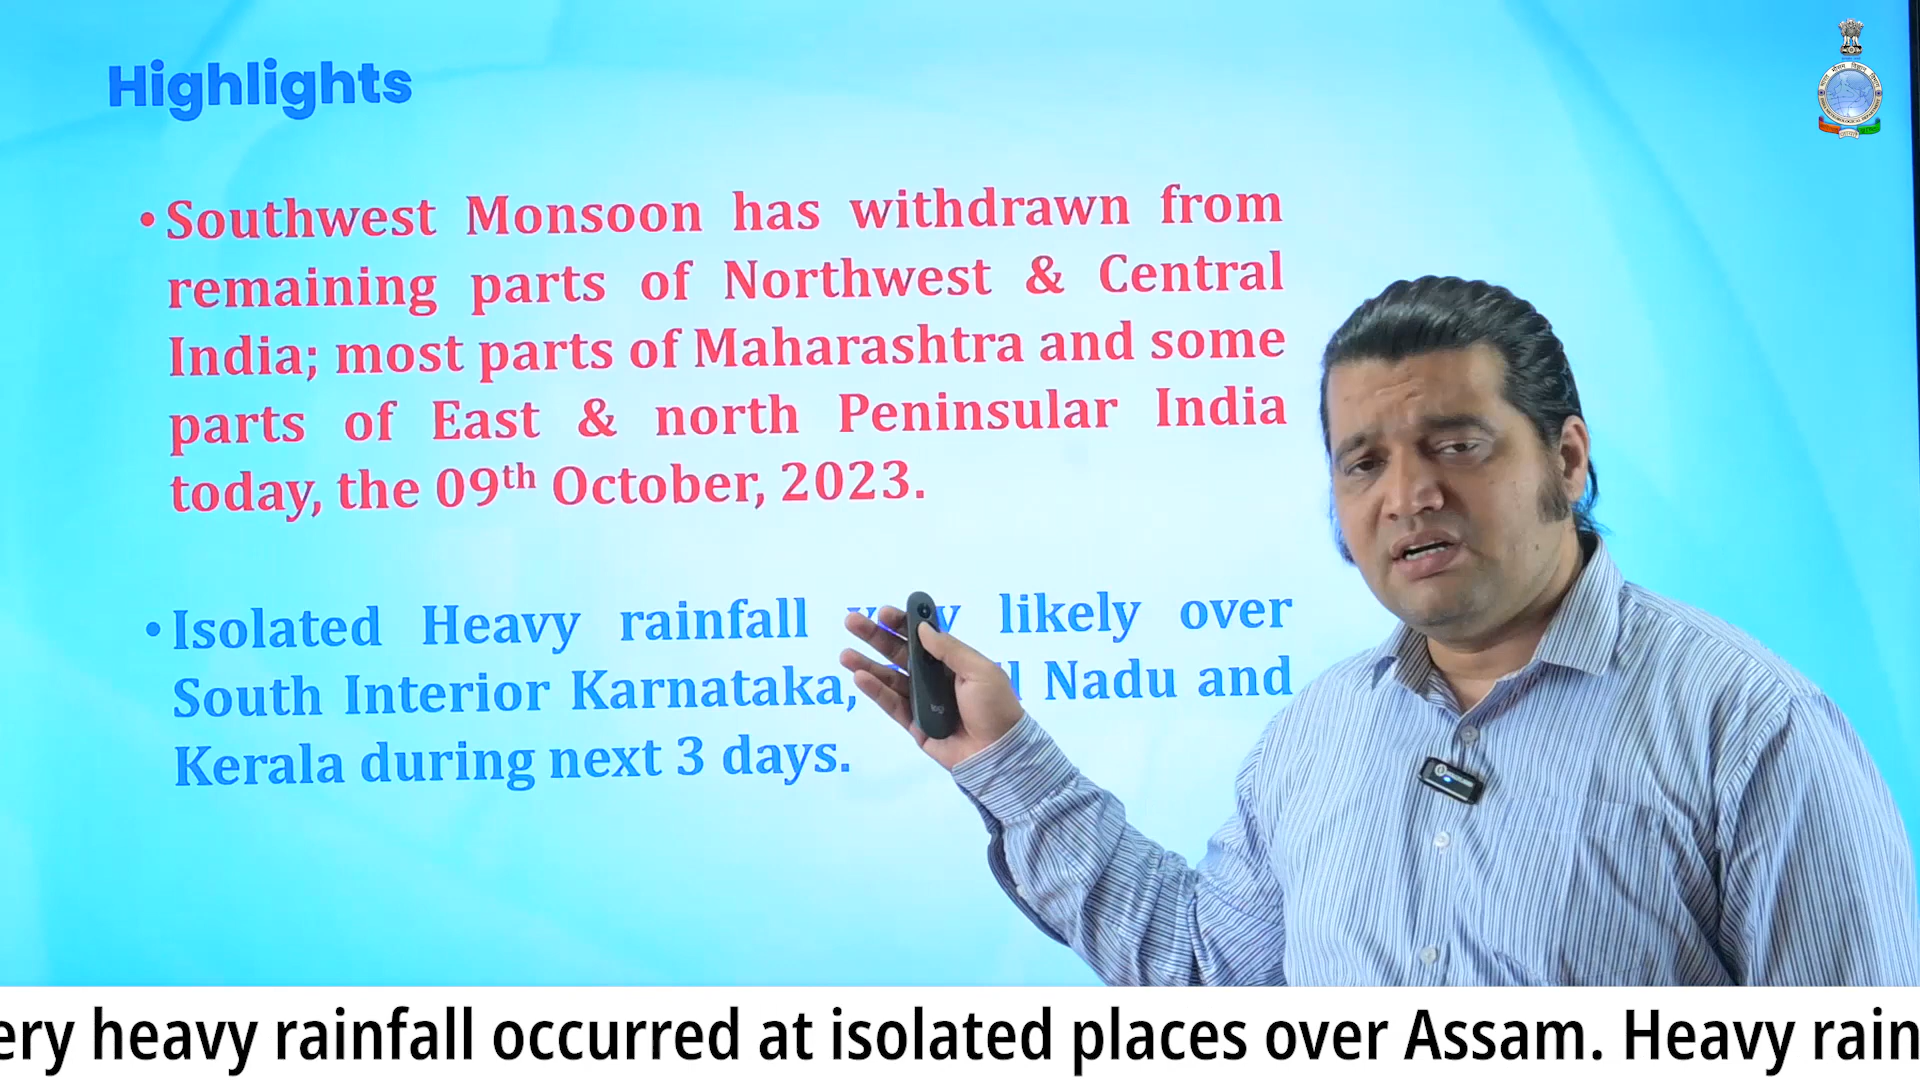 Highlights
• Southwest Monsoon has withdrawn from
remaining parts of Northwest & Central
India; most parts of Maharashtra and some
parts of East & north Peninsular India
today, the 09th October, 2023.
• Isolated Heavy rainfall likely over
South Interior Karnataka, Nadu and
Kerala during next 3 days.
logi
ery heavy rainfall occurred at isolated places over Assam. Heavy rain